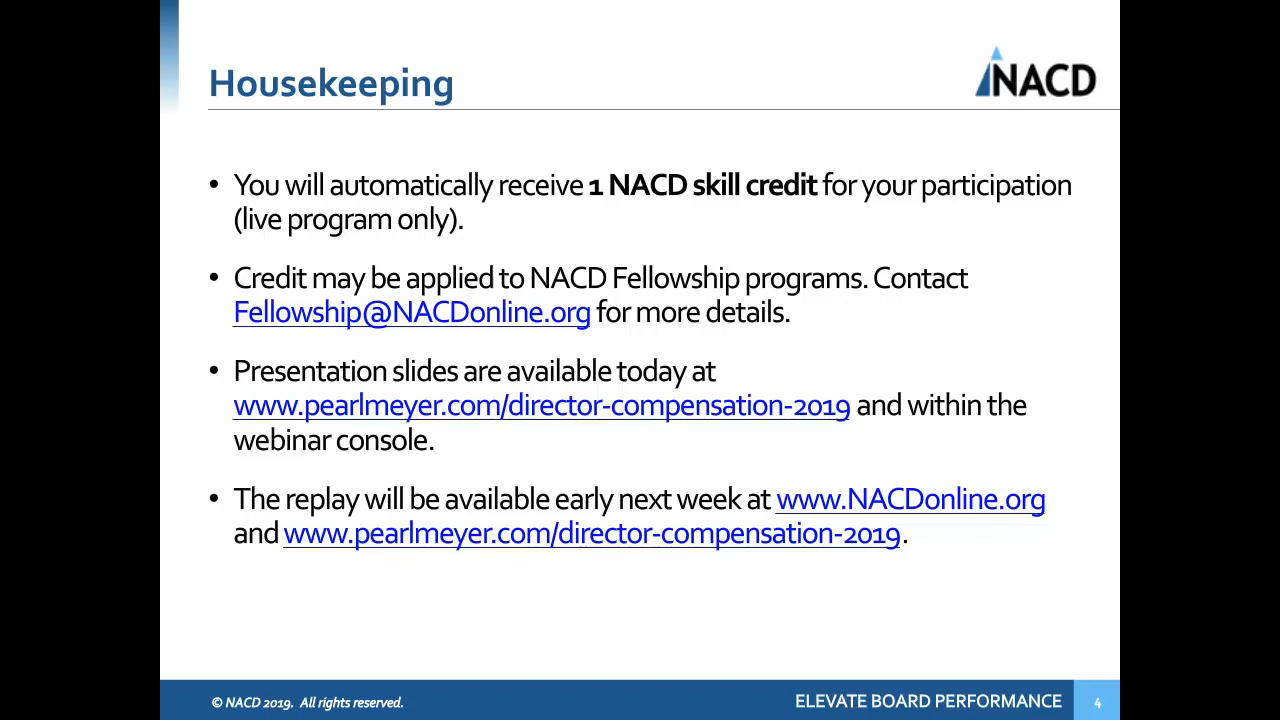 Housekeeping
NACD
• You will automatically receive 1 NACD skill credit for your participation
(live program only).
• Credit may be applied to NACD Fellowship programs. Contact
Fellowship@NACDonline.org for more details.
• Presentation slides are available today at
www.pearlmeyer.com/director-compensation-2019 and within the
webinar console.
• The replay will be available early next week at www.NACDonline.org
and www.pearlmeyer.com/director-compensation-2019.
© NACD 2019. All rights reserved.
ELEVATE BOARD PERFORMANCE 4